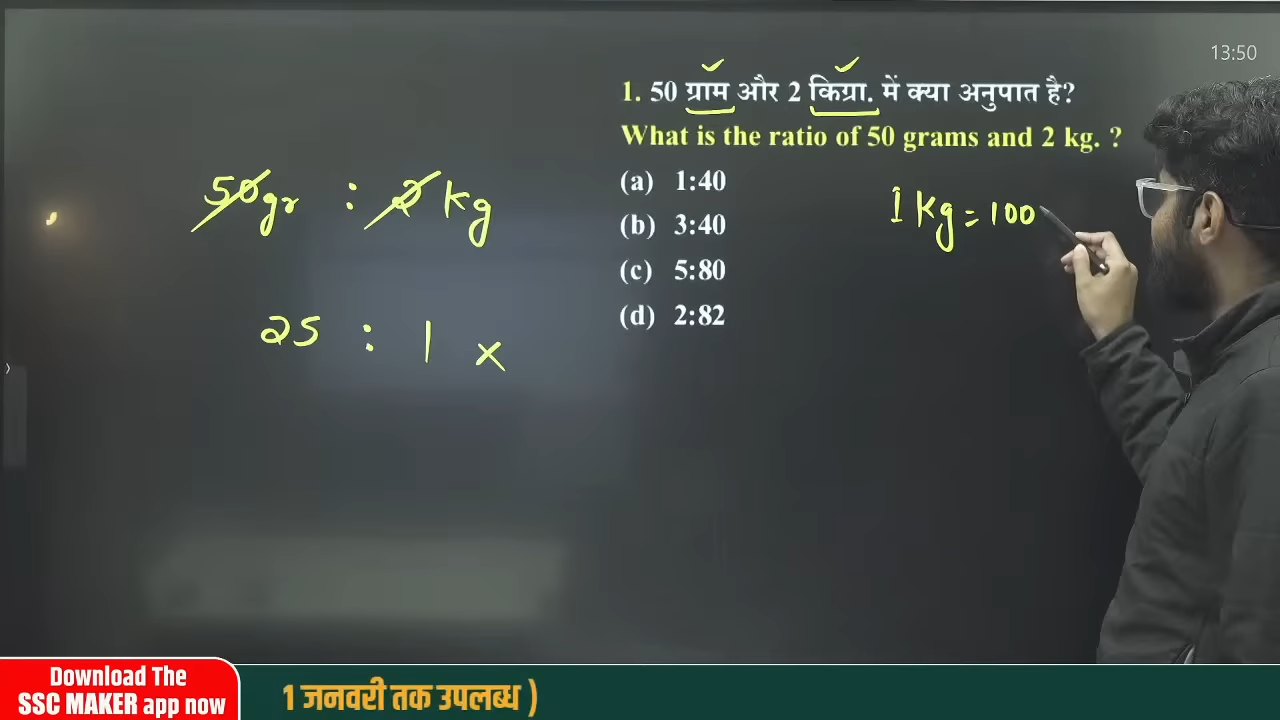 13:50
1. 50 ग्राम और 2 किग्रा. में क्या अनुपात है?
What is the ratio of 50 grams and 2 kg. ?
(a) 1:40
(b) 3:40
(c) 5:80
(d) 2:82
50gr : 2 kg
25 : 1 x
1 kg = 100
Download The
SSC MAKER app now
1 जनवरी तक उपलब्ध )